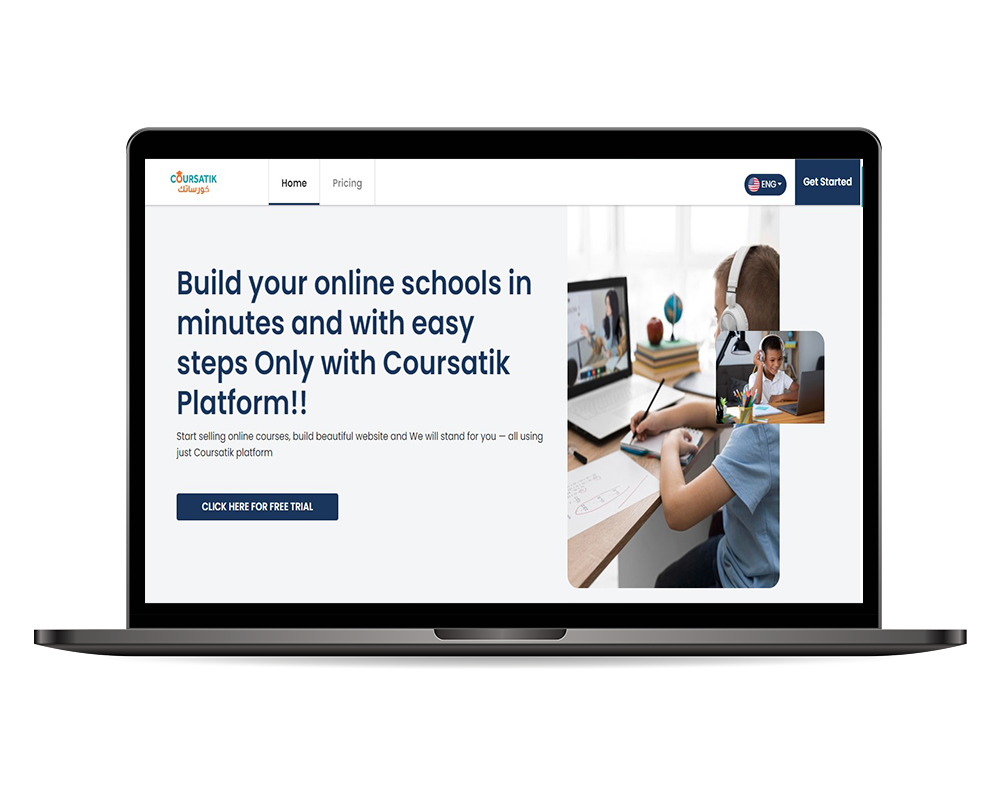 COURSATIK
كورساتك
Home
Pricing
ENG
Get Started
Build your online schools in
minutes and with easy
steps Only with Coursatik
Platform!!
Start selling online courses, build beautiful website and We will stand for you — all using
just Coursatik platform
CLICK HERE FOR FREE TRIAL